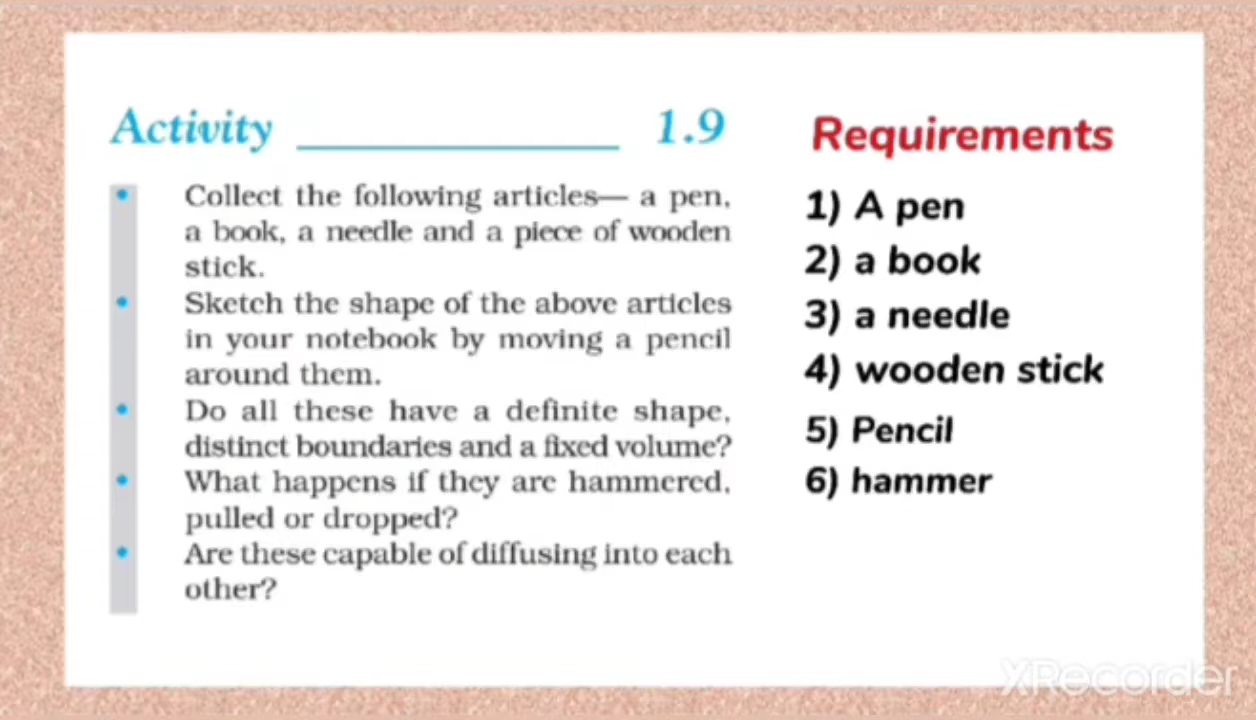 Activity 1.9
Collect the following articles— a pen,
a book, a needle and a piece of wooden
stick.
Sketch the shape of the above articles
in your notebook by moving a pencil
around them.
Do all these have a definite shape,
distinct boundaries and a fixed volume?
What happens if they are hammered,
pulled or dropped?
Are these capable of diffusing into each
other?
Requirements
1) A pen
2) a book
3) a needle
4) wooden stick
5) Pencil
6) hammer
XRecorder